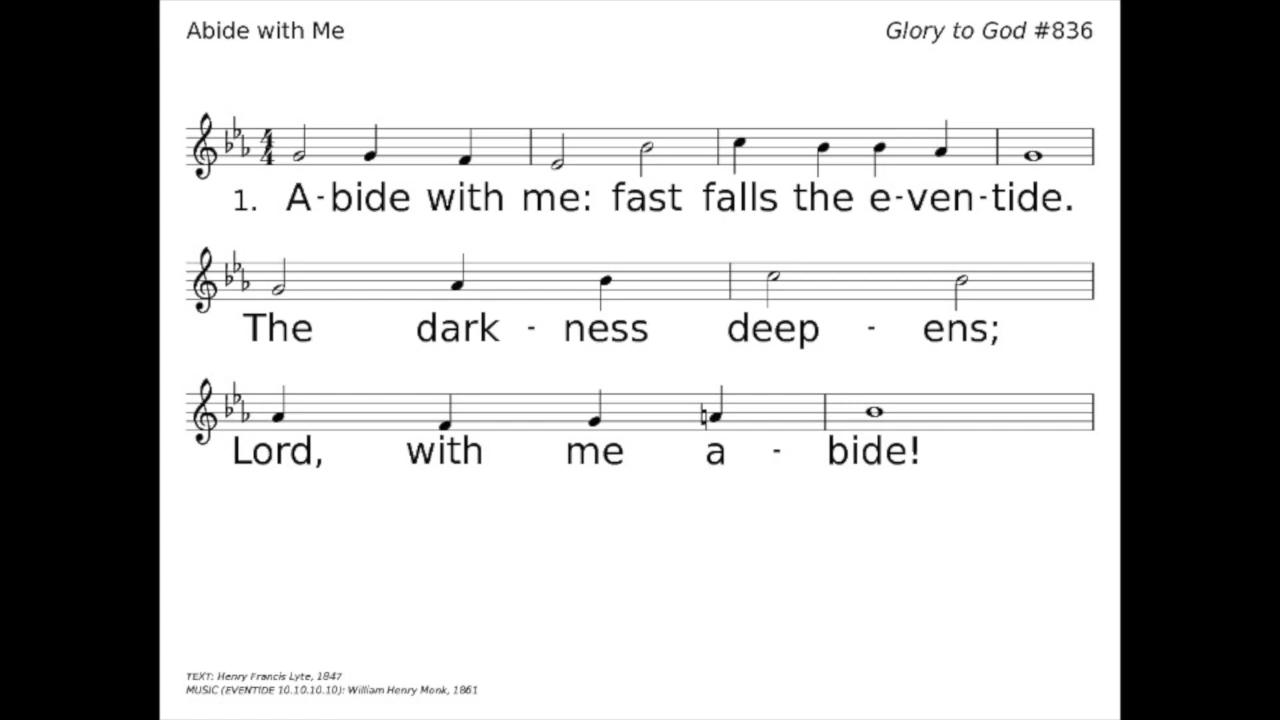 Abide with Me Glory to God #836
4
4
1. A-bide with me: fast falls the e-ven-tide.
The dark - ness deep - ens;
Lord, with me a - bide!
TEXT: Henry Francis Lyte, 1847
MUSIC (EVENTIDE 10.10.10.10): William Henry Monk, 1861